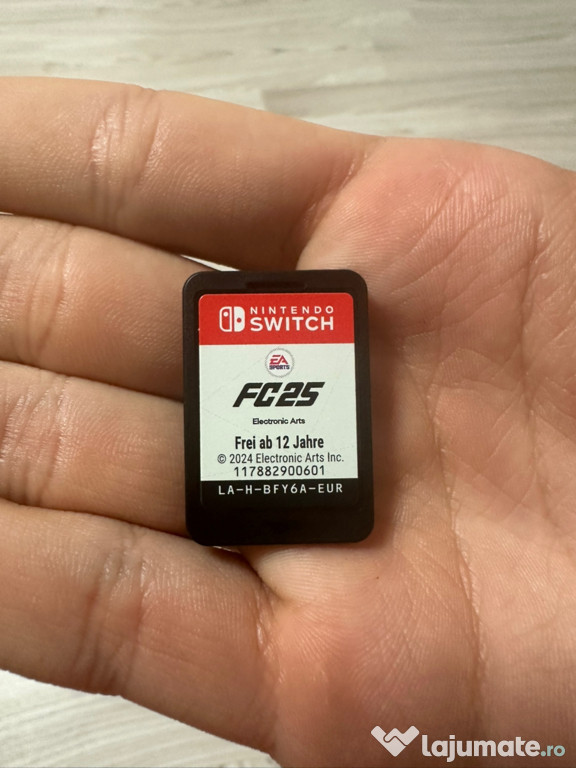 NINTENDO
SWITCH
EA
SPORTS
FC25
Electronic Arts
Frei ab 12 Jahre
© 2024 Electronic Arts Inc.
117882900601
LA-H-BFY6A-EUR
lajumate.ro